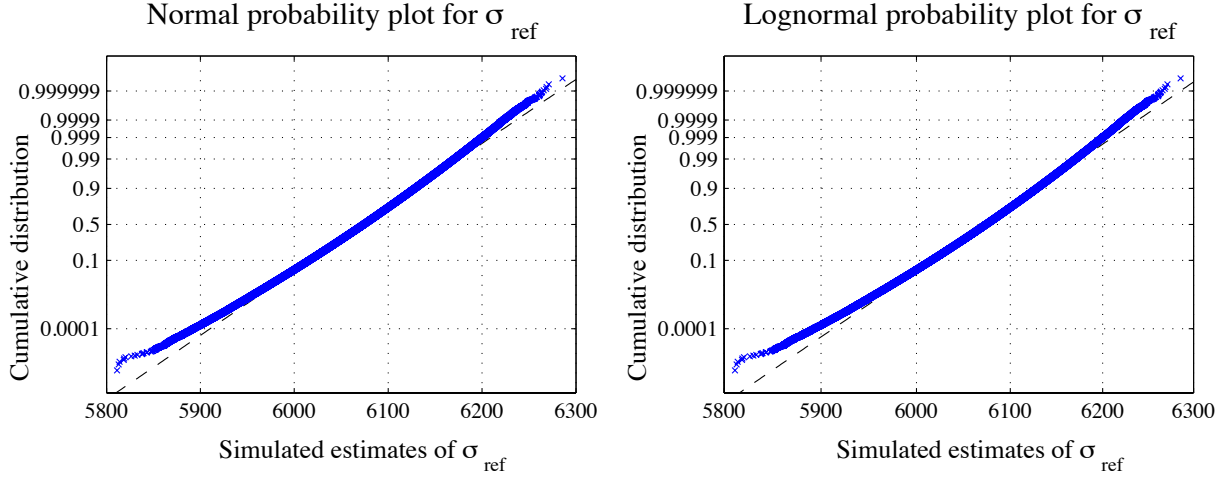 Normal probability plot for σ ref
Cumulative distribution
0.999999
0.9999
0.999
0.99
0.9
0.5
0.1
0.0001
5800 5900 6000 6100 6200 6300
Simulated estimates of σ ref
Lognormal probability plot for σ ref
Cumulative distribution
0.999999
0.9999
0.999
0.99
0.9
0.5
0.1
0.0001
5800 5900 6000 6100 6200 6300
Simulated estimates of σ ref